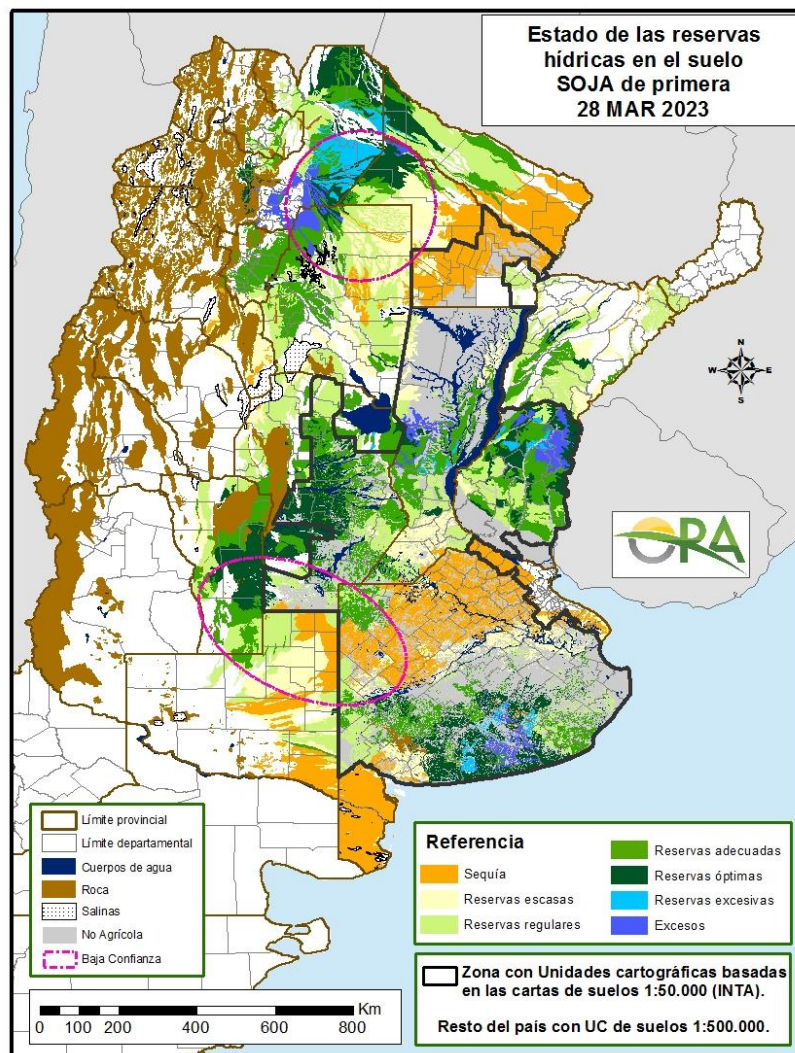 Estado de las reservas
hídricas en el suelo
SOJA de primera
28 MAR 2023
N
W
E
S
ORA
Límite provincial
Límite departamental
Cuerpos de agua
Roca
Salinas
No Agrícola
Baja Confianza
Referencia
Sequía
Reservas escasas
Reservas regulares
Reservas adecuadas
Reservas óptimas
Reservas excesivas
Excesos
Zona con Unidades cartográficas basadas
en las cartas de suelos 1:50.000 (INTA).
Resto del país con UC de suelos 1:500.000.
Km
0 100 200 400 600 800